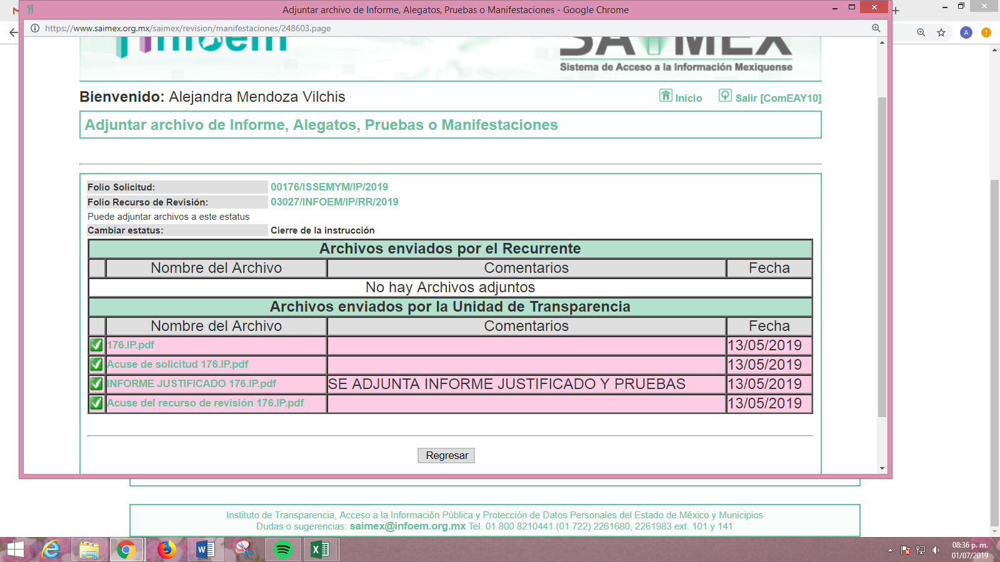 Adjuntar archivo de Informe, Alegatos, Pruebas o Manifestaciones - Google Chrome
https://www.saimex.org.mx/saimex/revision/manifestaciones/248603.page
infoem
SAIMEX
Sistema de Acceso a la Información Mexiquense
Bienvenido: Alejandra Mendoza Vilchis
Inicio
Salir [ComEAY10]
Adjuntar archivo de Informe, Alegatos, Pruebas o Manifestaciones
Folio Solicitud: 00176/ISSEMYM/IP/2019
Folio Recurso de Revisión: 03027/INFOEM/IP/RR/2019
Puede adjuntar archivos a este estatus
Cambiar estatus: Cierre de la instrucción
Archivos enviados por el Recurrente
Nombre del Archivo Comentarios Fecha
No hay Archivos adjuntos
Archivos enviados por la Unidad de Transparencia
Nombre del Archivo Comentarios Fecha
176.IP.pdf 13/05/2019
Acuse de solicitud 176.IP.pdf 13/05/2019
INFORME JUSTIFICADO 176.IP.pdf SE ADJUNTA INFORME JUSTIFICADO Y PRUEBAS 13/05/2019
Acuse del recurso de revisión 176.IP.pdf 13/05/2019
Regresar
Instituto de Transparencia, Acceso a la Información Pública y Protección de Datos Personales del Estado de México y Municipios
Dudas o sugerencias: saimex@infoem.org.mx Tel. 01 800 8210441 (01 722) 2261680, 2261983 ext. 101 y 141
08:36 p. m.
01/07/2019